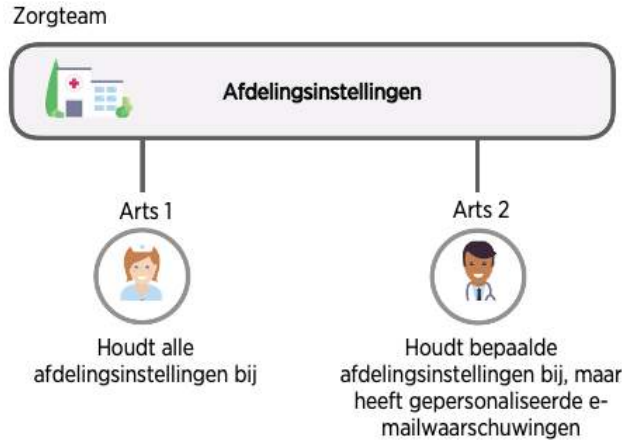 Zorgteam
Afdelingsinstellingen
Arts 1
Houdt alle
afdelingsinstellingen bij
Arts 2
Houdt bepaalde
afdelingsinstellingen bij, maar
heeft gepersonaliseerde e-
mailwaarschuwingen